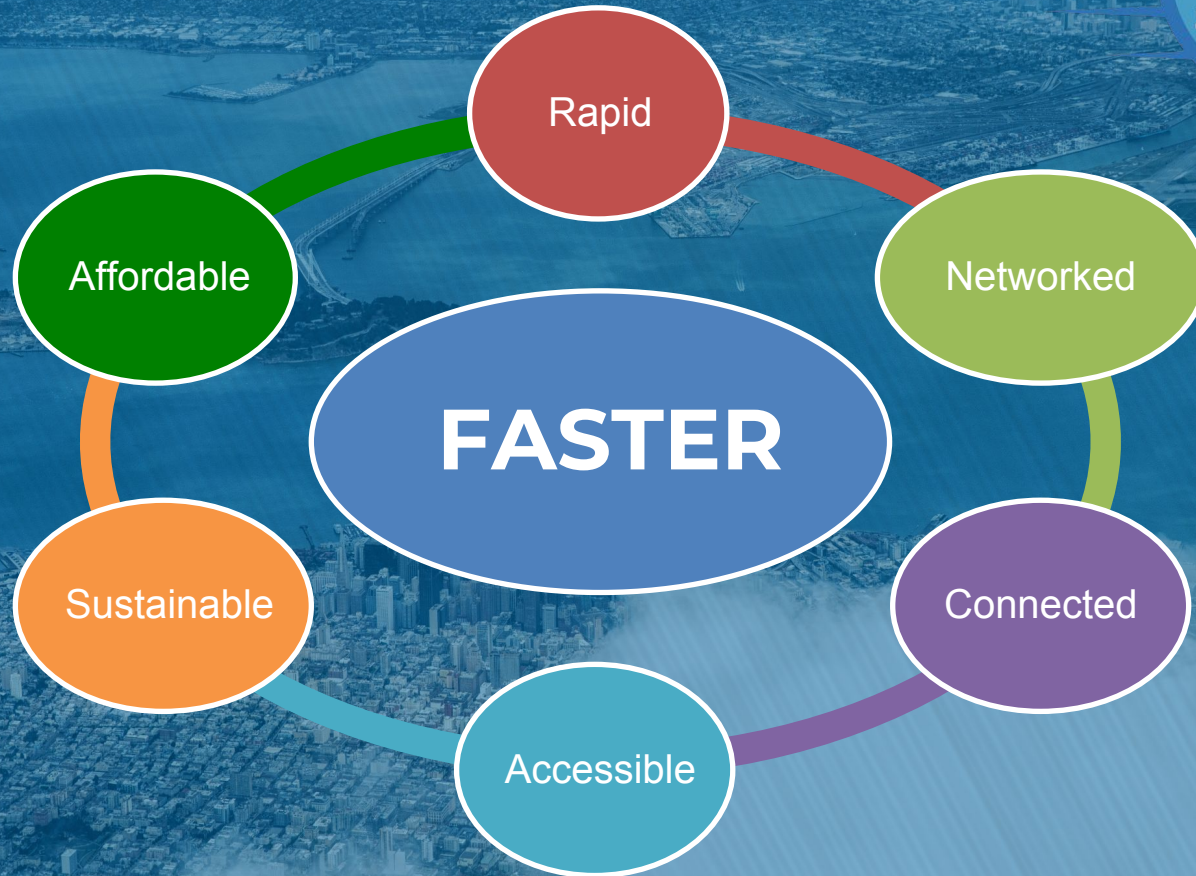 Rapid
Networked
Connected
Accessible
Sustainable
Affordable
FASTER